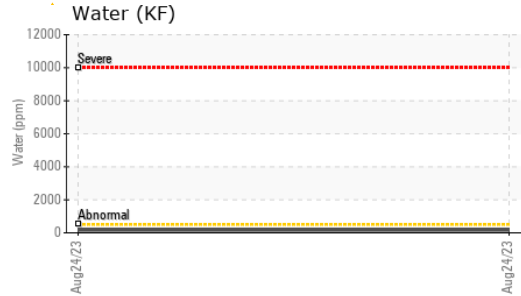 Water (KF)
12000
Severe
10000
8000
6000
Water (ppm)
4000
2000
Abnormal
0
Aug24/23
Aug24/23